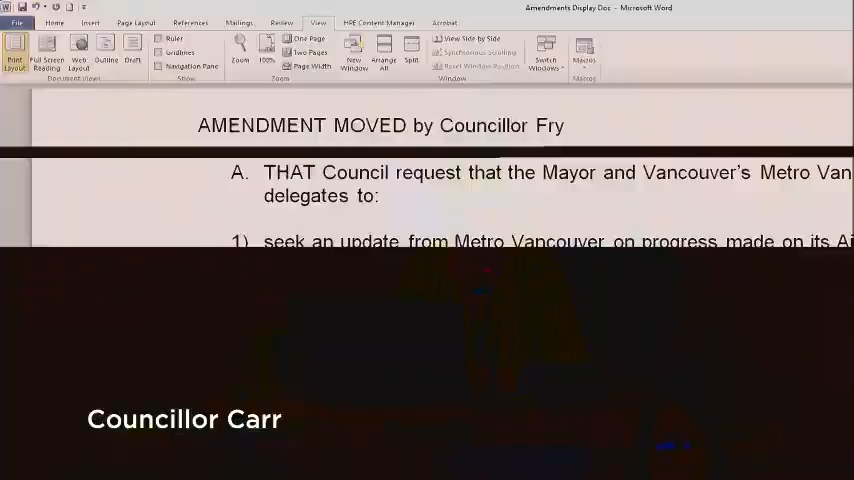 Amendments Display Doc - Microsoft Word
File Home Insert Page Layout References Mailings Review View HPE Content Manager Acrobat
Print Layout Full Screen Reading Web Layout Outline Draft
Ruler
Gridlines
Navigation Pane
Zoom 100%
One Page
Two Pages
Page Width
New Window Arrange All Split
View Side by Side
Synchronous Scrolling
Reset Window Position
Switch Windows Macros
Document Views Show Zoom Window Macros
AMENDMENT MOVED by Councillor Fry
A. THAT Council request that the Mayor and Vancouver's Metro Van
delegates to:
1) seek an update from Metro Vancouver on progress made on its Ai
Councillor Carr